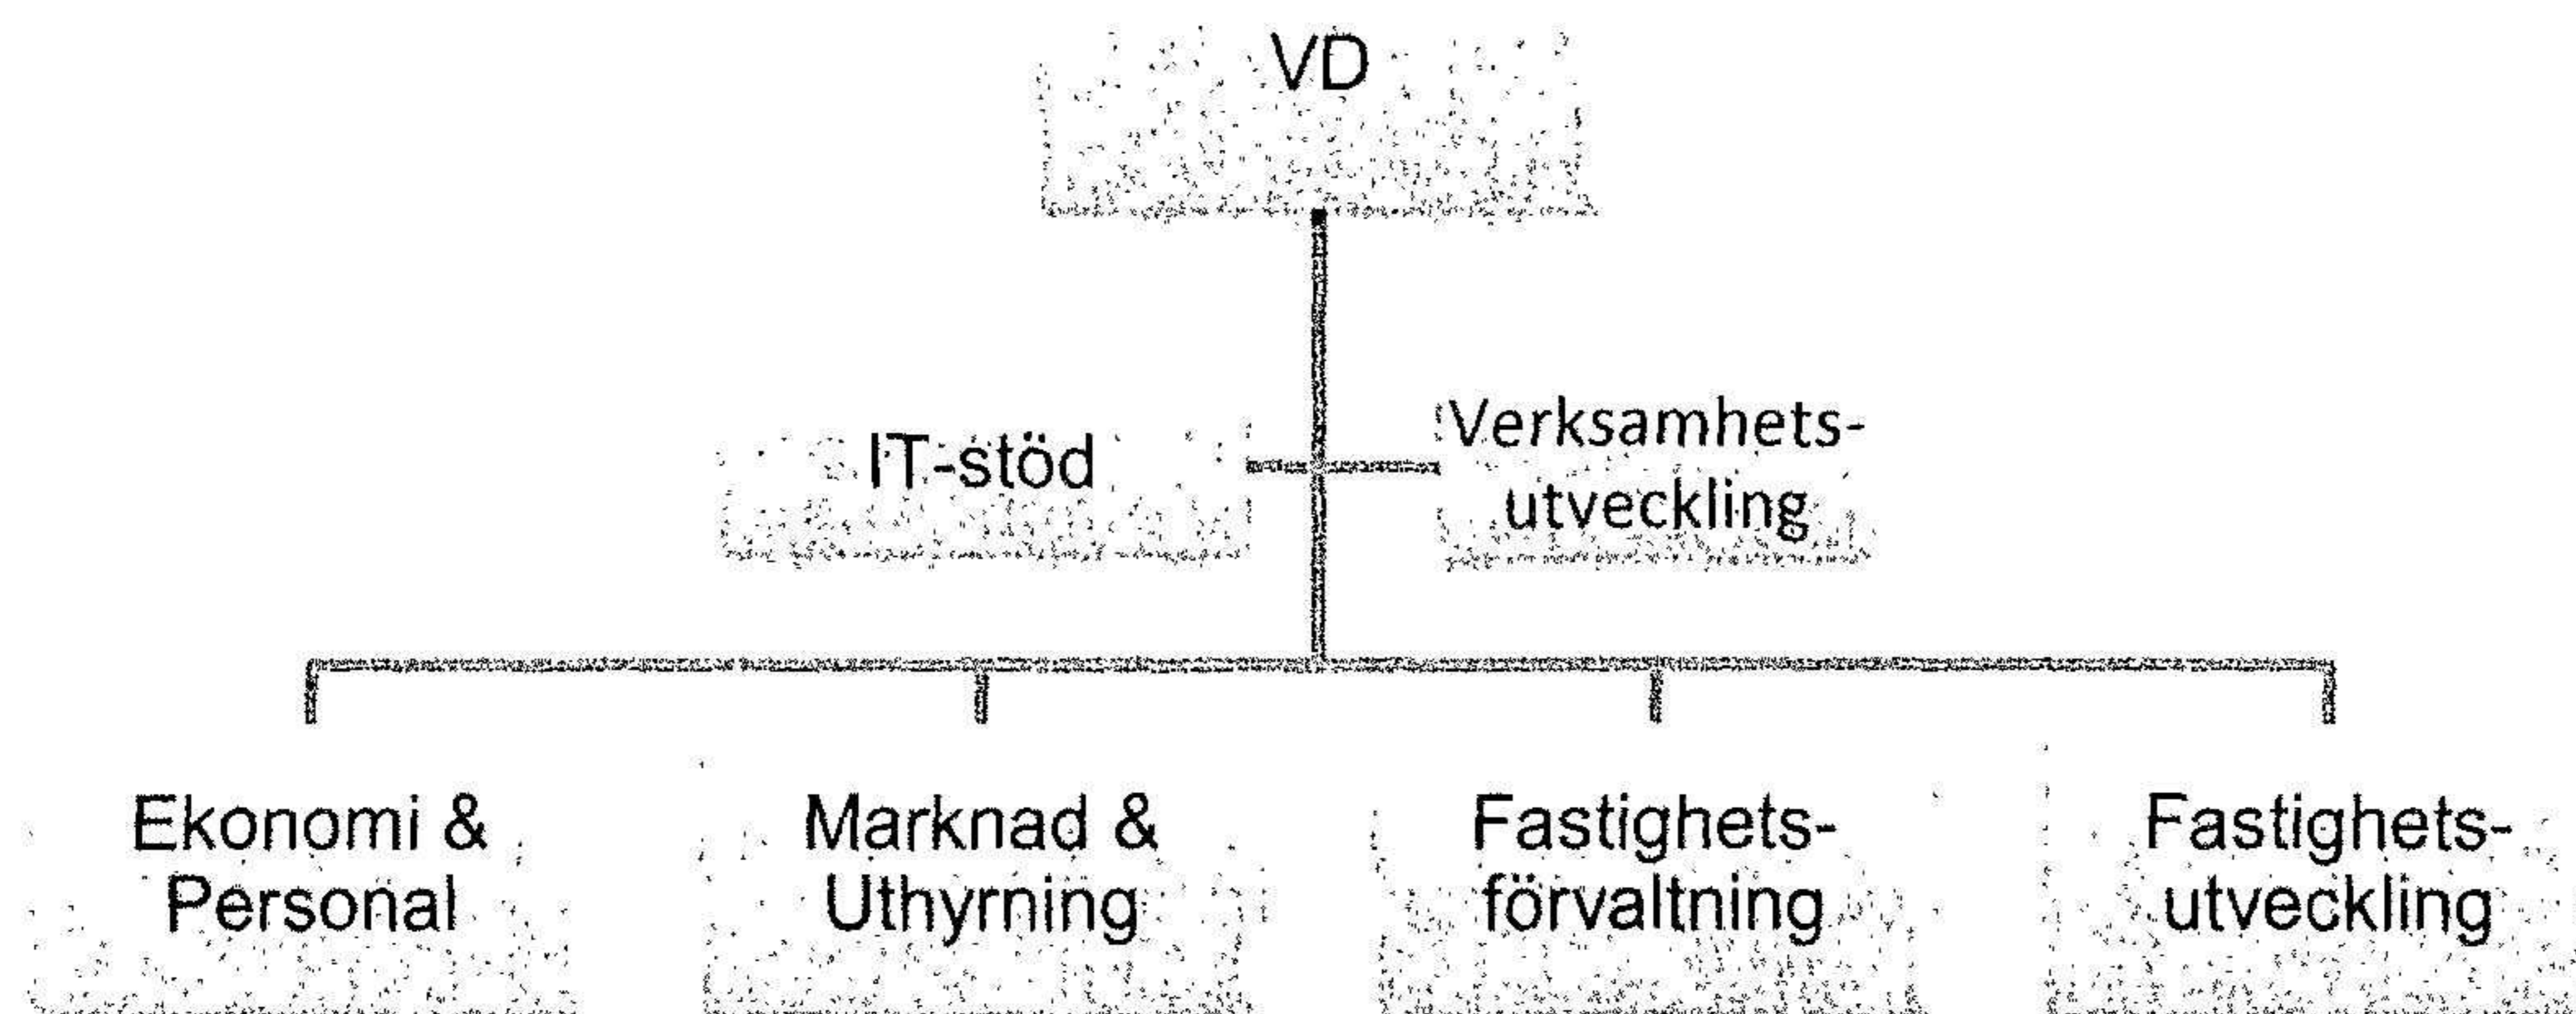 VD
IT-stöd
Verksamhets-
utveckling
Ekonomi &
Personal
Marknad &
Uthyrning
Fastighets-
förvaltning
Fastighets-
utveckling